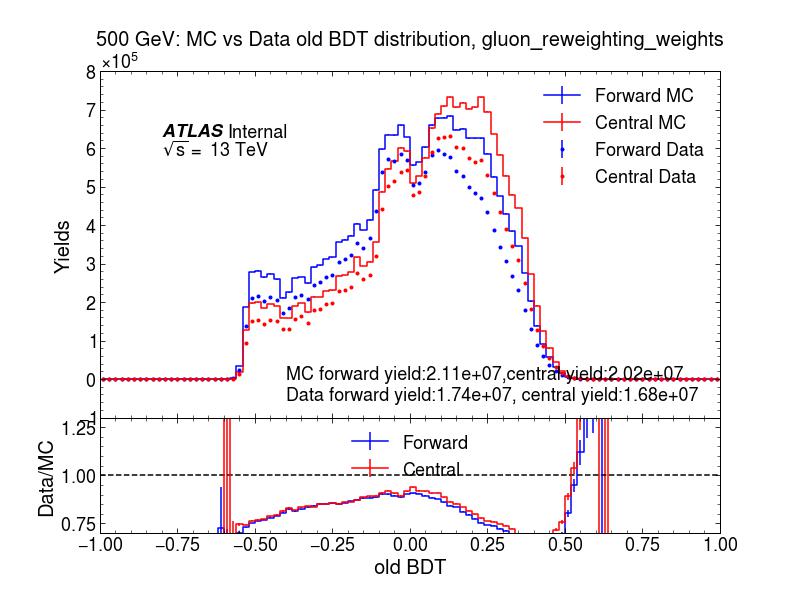 500 GeV: MC vs Data old BDT distribution, gluon_reweighting_weights
×10⁵
8
7
6
5
4
3
2
1
0
−1
Yields
ATLAS Internal
√s = 13 TeV
Forward MC
Central MC
Forward Data
Central Data
MC forward yield:2.11e+07,central yield:2.02e+07
Data forward yield:1.74e+07, central yield:1.68e+07
1.25
1.00
0.75
Data/MC
Forward
Central
−1.00 −0.75 −0.50 −0.25 0.00 0.25 0.50 0.75 1.00
old BDT